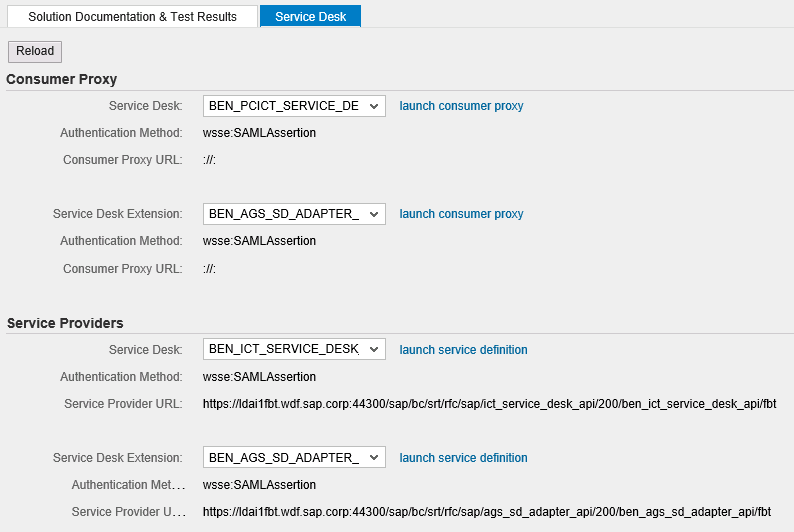 Solution Documentation & Test Results Service Desk
Reload
Consumer Proxy
Service Desk: BEN_PCICT_SERVICE_DE launch consumer proxy
Authentication Method: wsse:SAMLAssertion
Consumer Proxy URL: ://:
Service Desk Extension: BEN_AGS_SD_ADAPTER_ launch consumer proxy
Authentication Method: wsse:SAMLAssertion
Consumer Proxy URL: ://:
Service Providers
Service Desk: BEN_ICT_SERVICE_DESK_ launch service definition
Authentication Method: wsse:SAMLAssertion
Service Provider URL: https://ldai1fbt.wdf.sap.corp:44300/sap/bc/srt/rfc/sap/ict_service_desk_api/200/ben_ict_service_desk_api/fbt
Service Desk Extension: BEN_AGS_SD_ADAPTER_ launch service definition
Authentication Met... wsse:SAMLAssertion
Service Provider U... https://ldai1fbt.wdf.sap.corp:44300/sap/bc/srt/rfc/sap/ags_sd_adapter_api/200/ben_ags_sd_adapter_api/fbt